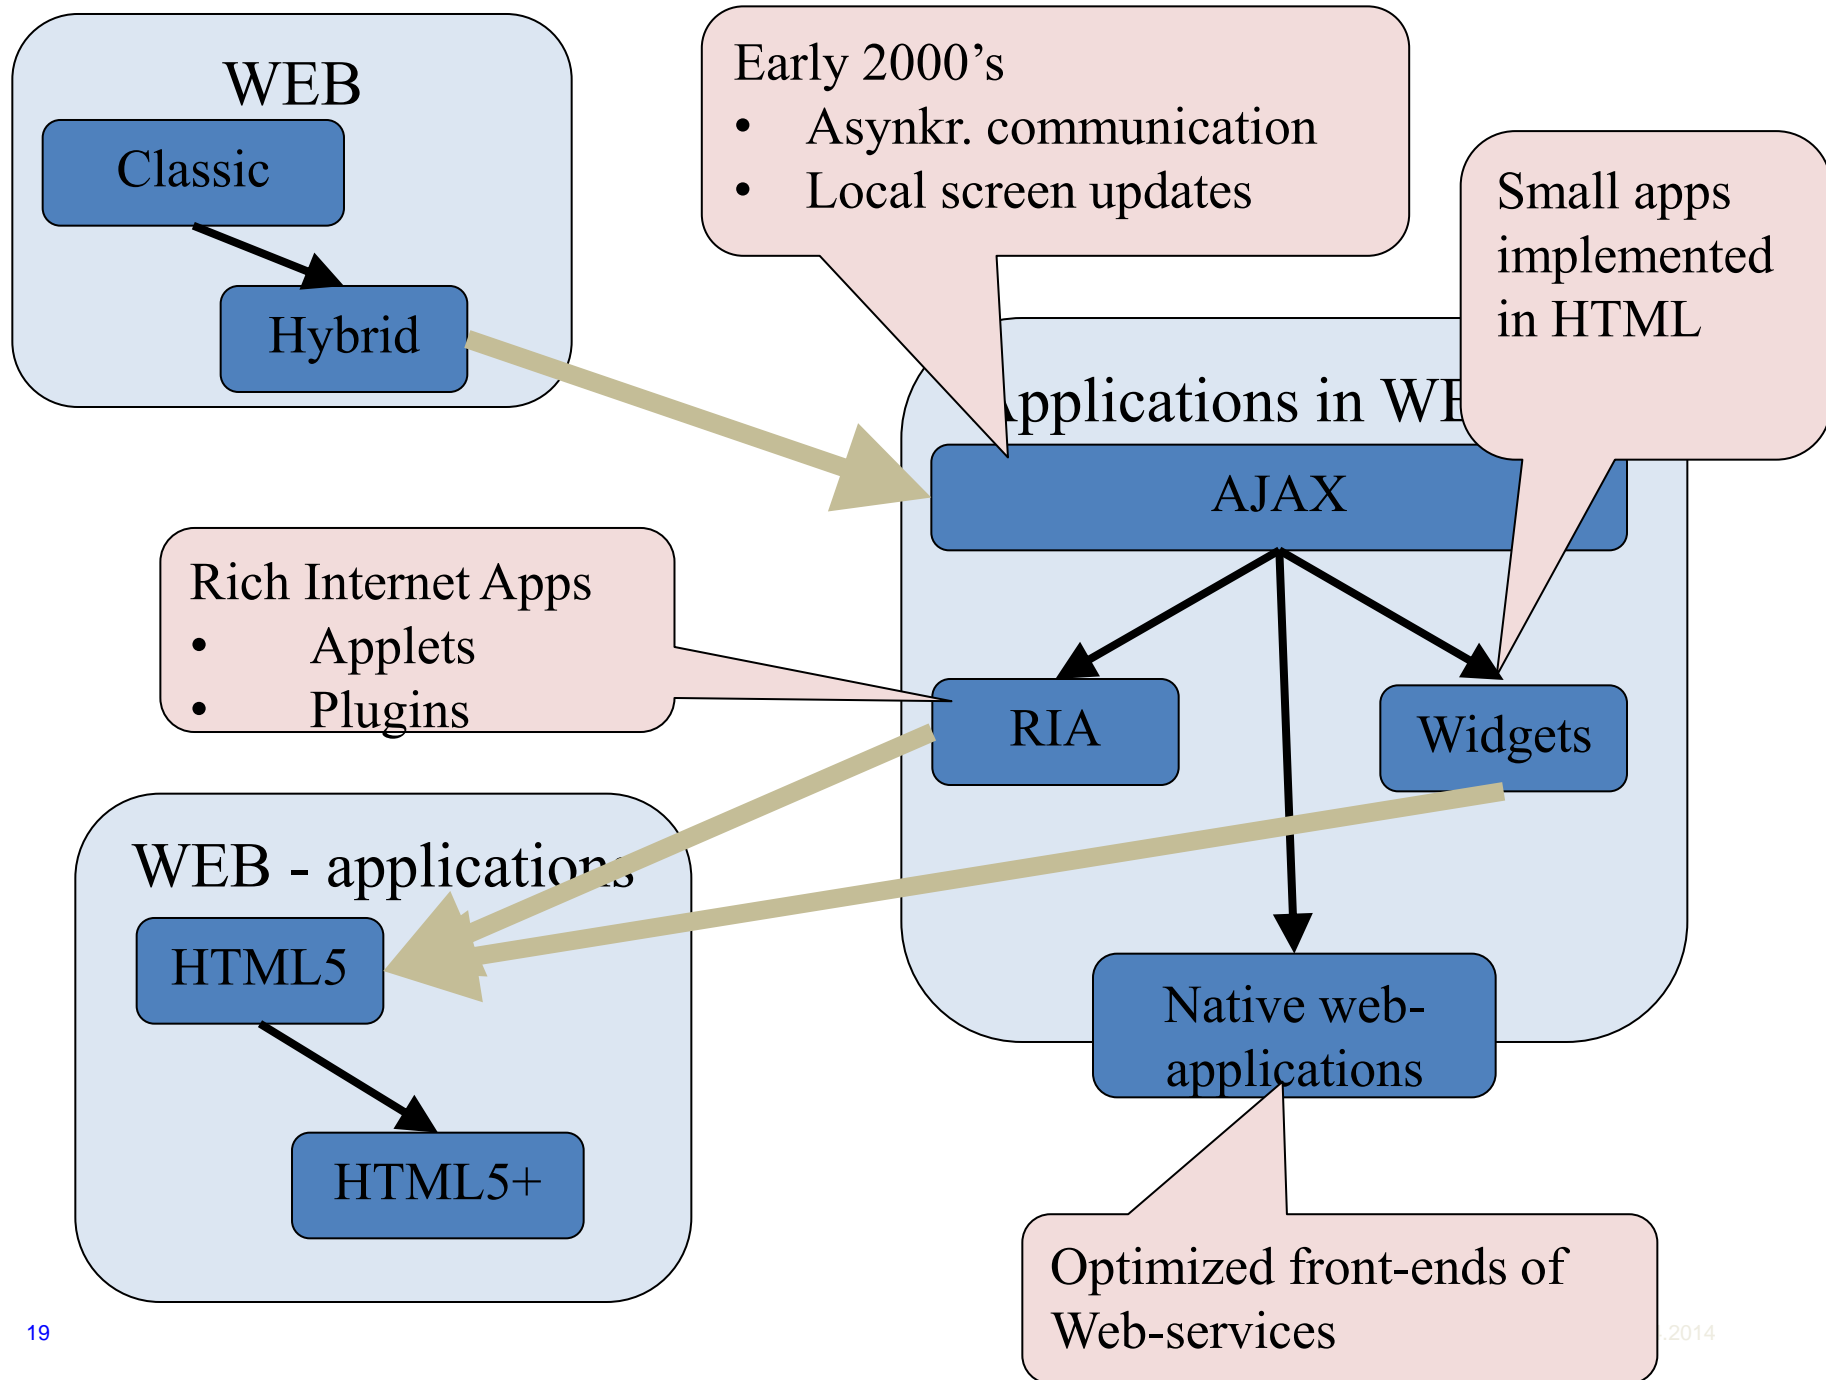 WEB
Classic
Hybrid
Early 2000’s
• Asynkr. communication
• Local screen updates
Small apps
implemented
in HTML
pplications in WE
AJAX
Rich Internet Apps
• Applets
• Plugins
RIA
Widgets
WEB - applications
HTML5
HTML5+
Native web-
applications
Optimized front-ends of
Web-services
19
.2014